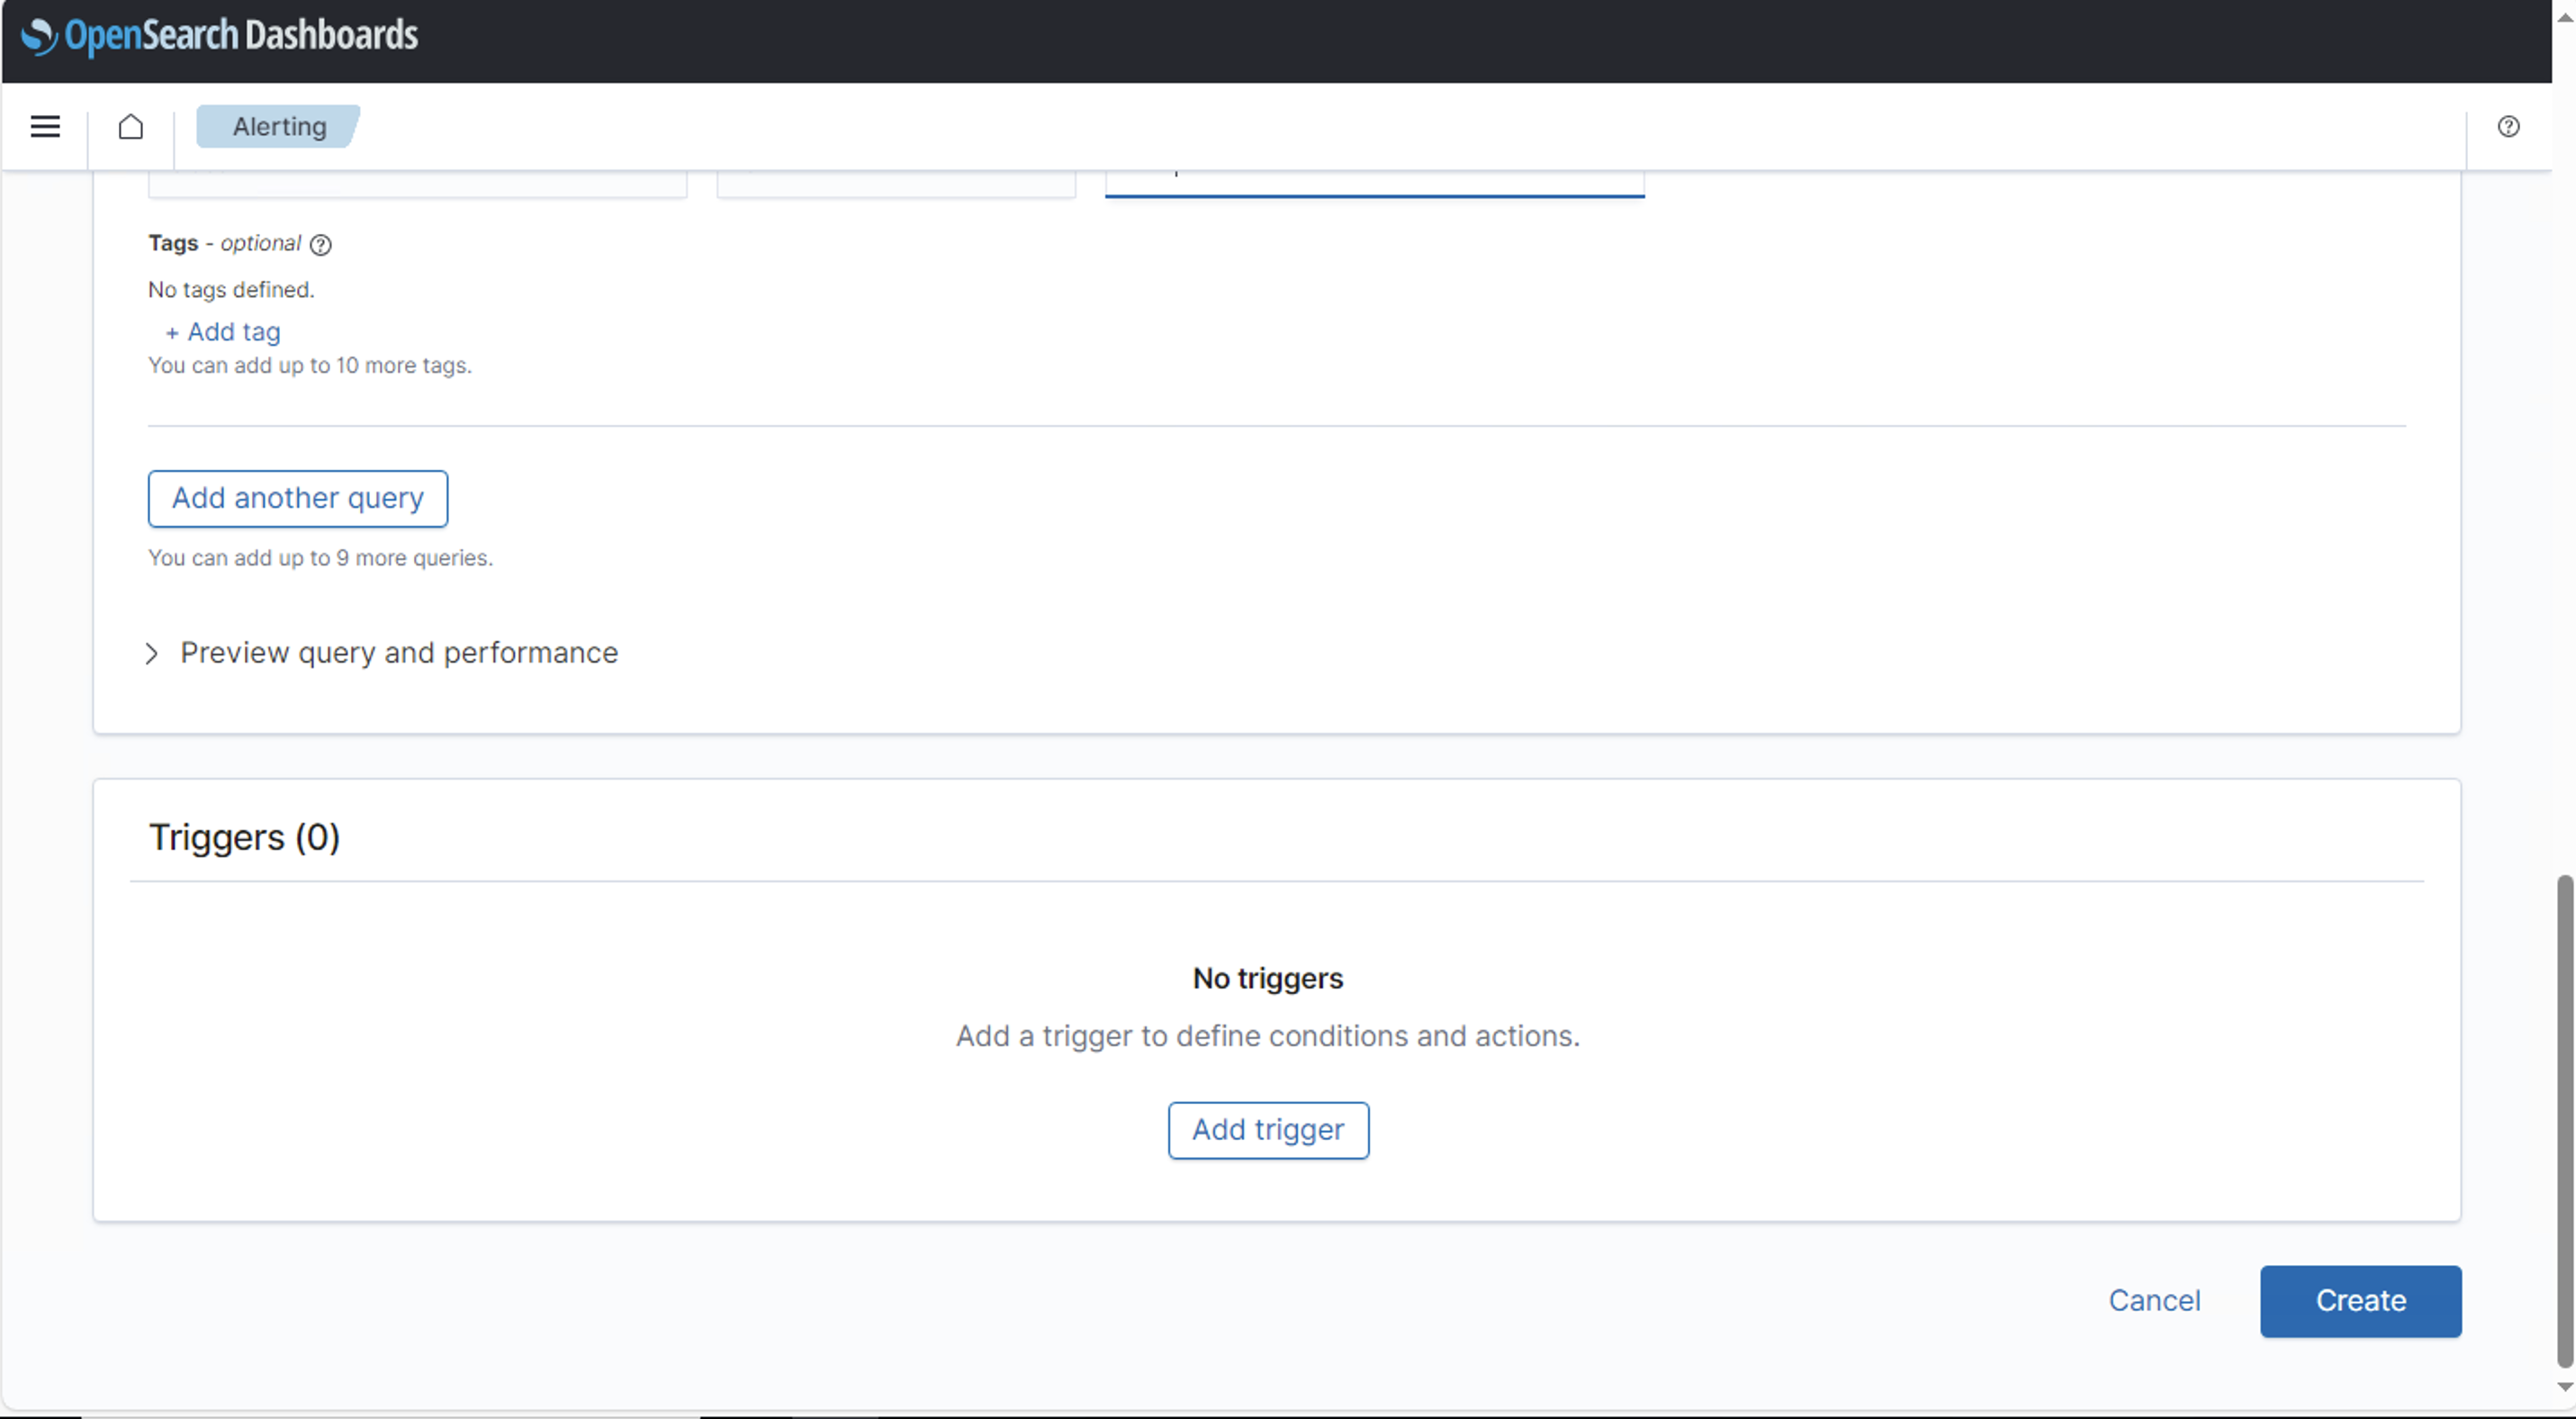 OpenSearch Dashboards
Alerting
Tags - optional
No tags defined.
+ Add tag
You can add up to 10 more tags.
Add another query
You can add up to 9 more queries.
Preview query and performance
Triggers (0)
No triggers
Add a trigger to define conditions and actions.
Add trigger
Cancel Create